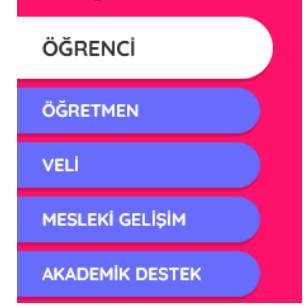 ÖĞRENCİ
ÖĞRETMEN
VELİ
MESLEKİ GELİŞİM
AKADEMİK DESTEK